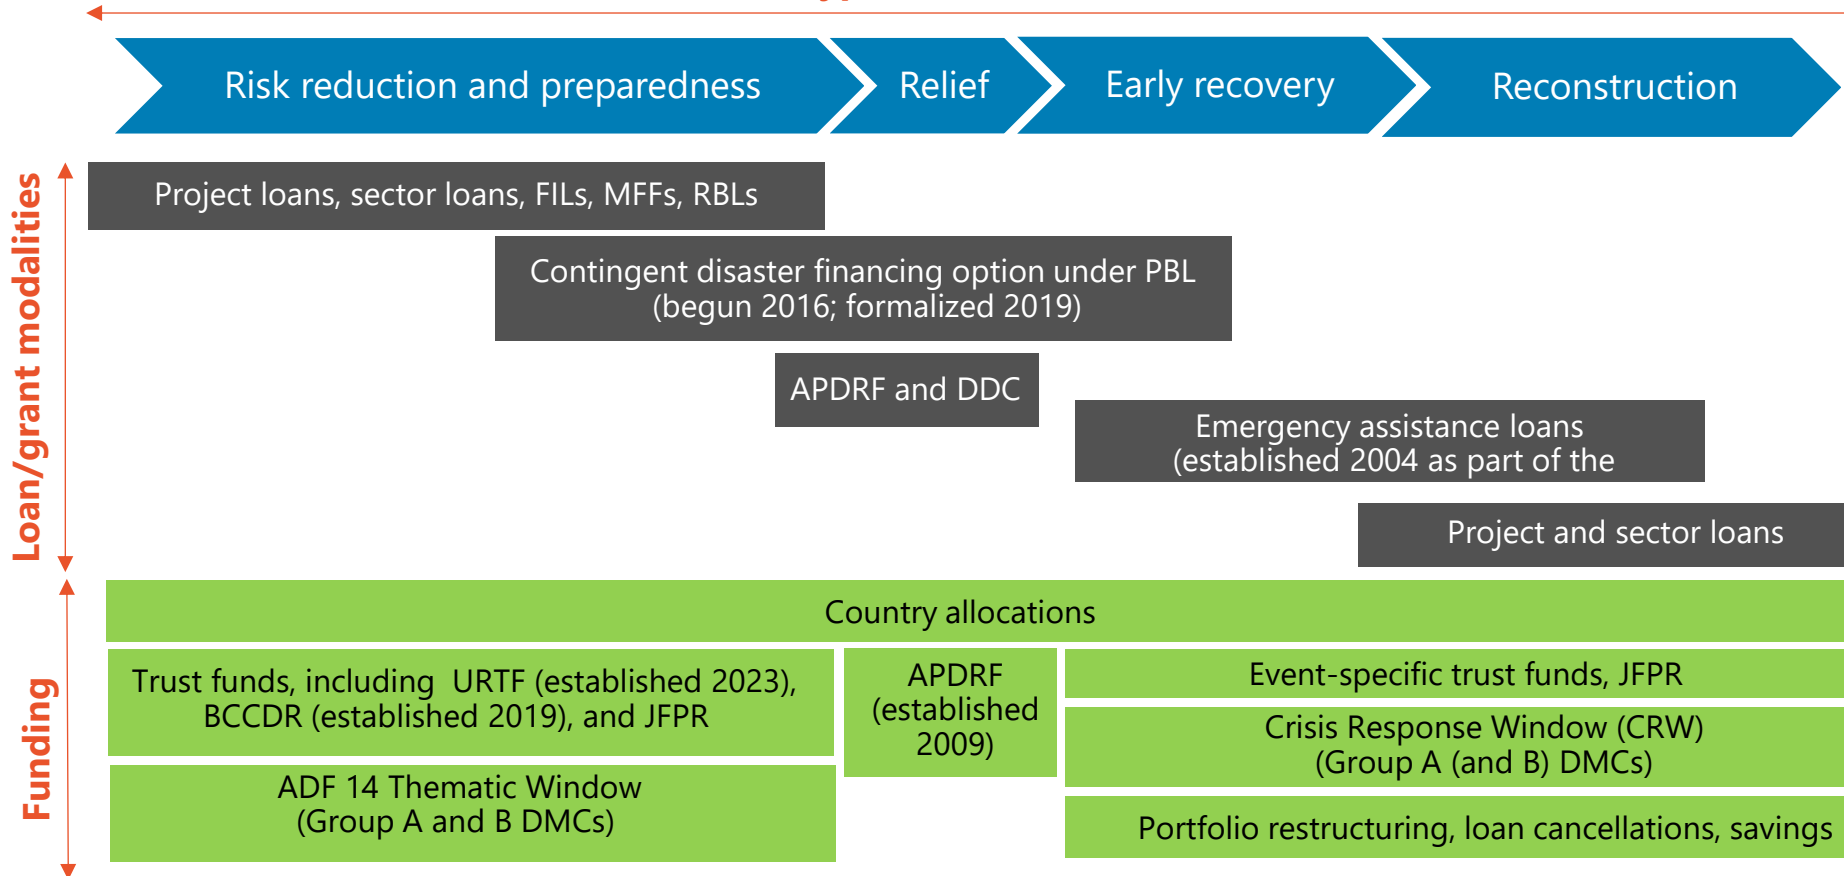 Risk reduction and preparedness
Relief
Early recovery
Reconstruction
Loan/grant modalities
Project loans, sector loans, FILs, MFFs, RBLs
Contingent disaster financing option under PBL
(begun 2016; formalized 2019)
APDRF and DDC
Emergency assistance loans
(established 2004 as part of the
Project and sector loans
Funding
Country allocations
Trust funds, including URTF (established 2023),
BCCDR (established 2019), and JFPR
APDRF
(established
2009)
Event-specific trust funds, JFPR
Crisis Response Window (CRW)
(Group A (and B) DMCs)
ADF 14 Thematic Window
(Group A and B DMCs)
Portfolio restructuring, loan cancellations, savings